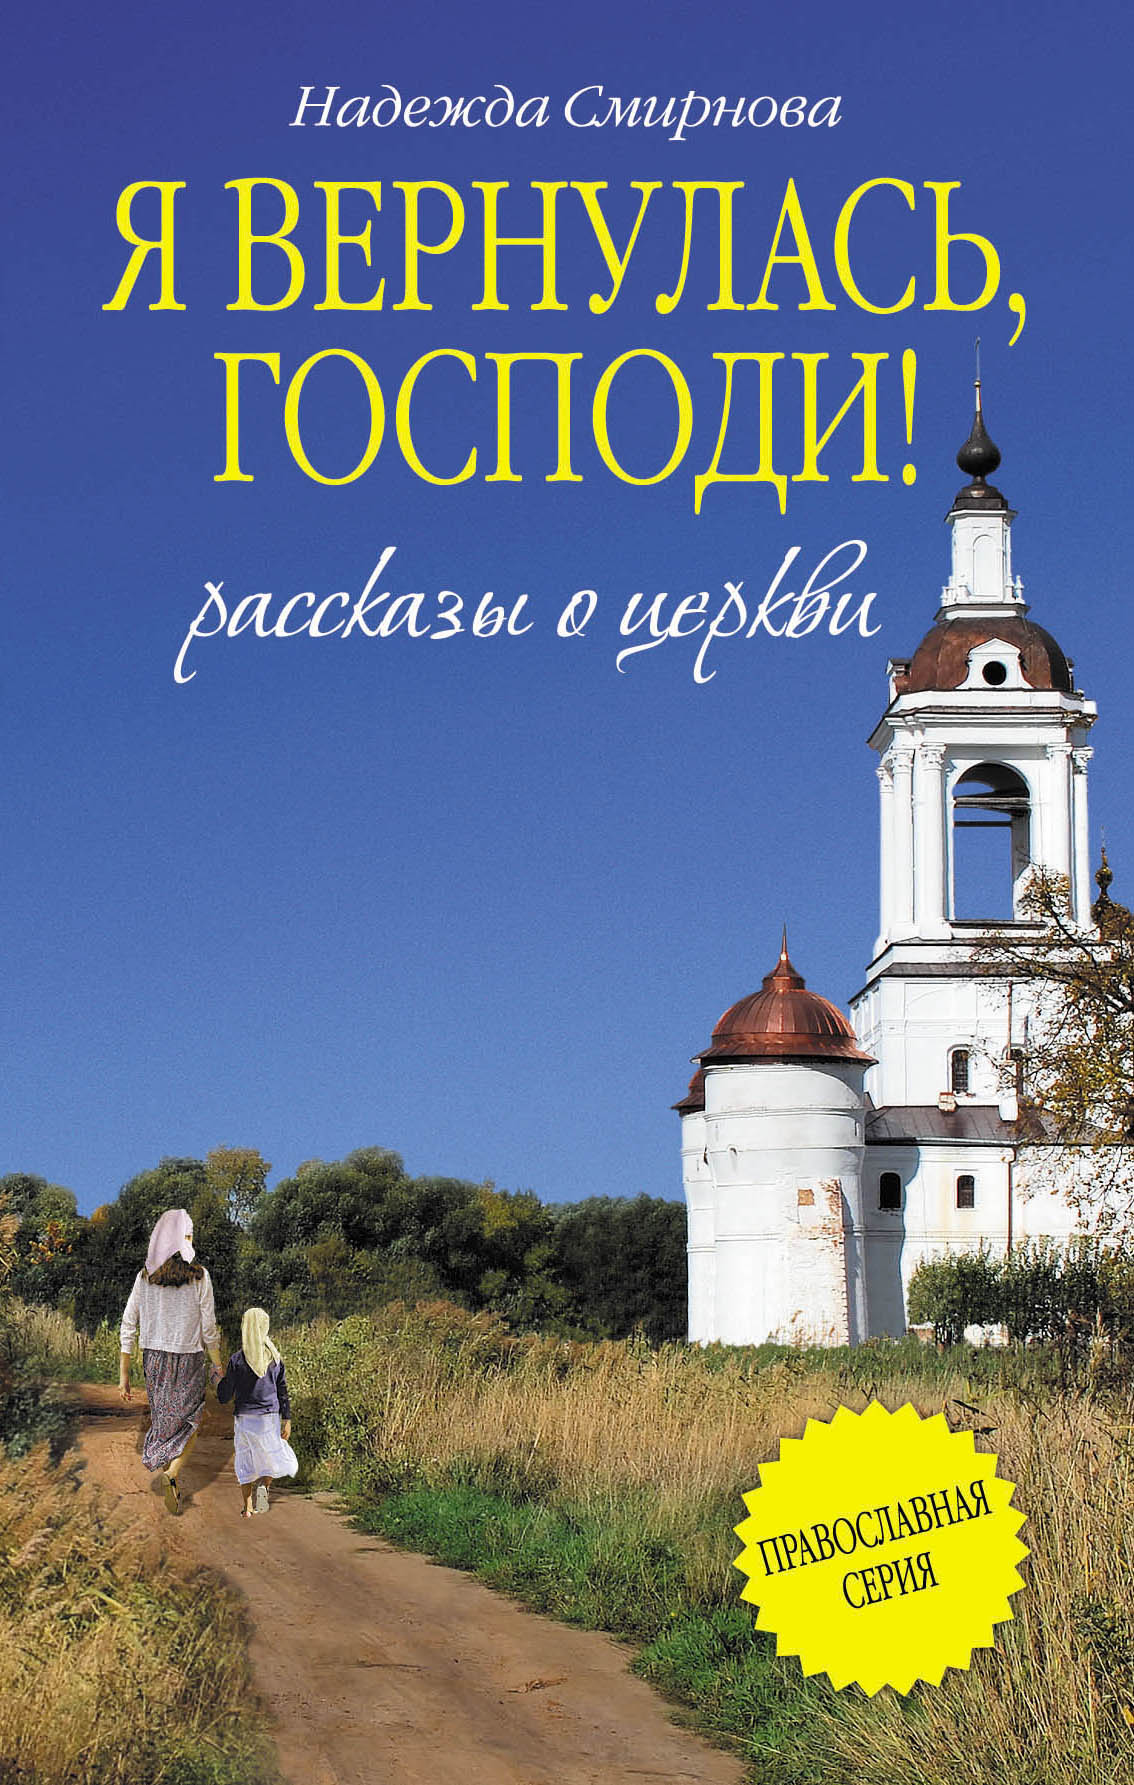 Надежда Смирнова
Я ВЕРНУЛАСЬ,
ГОСПОДИ!
рассказы о церкви
ПРАВОСЛАВНАЯ
СЕРИЯ